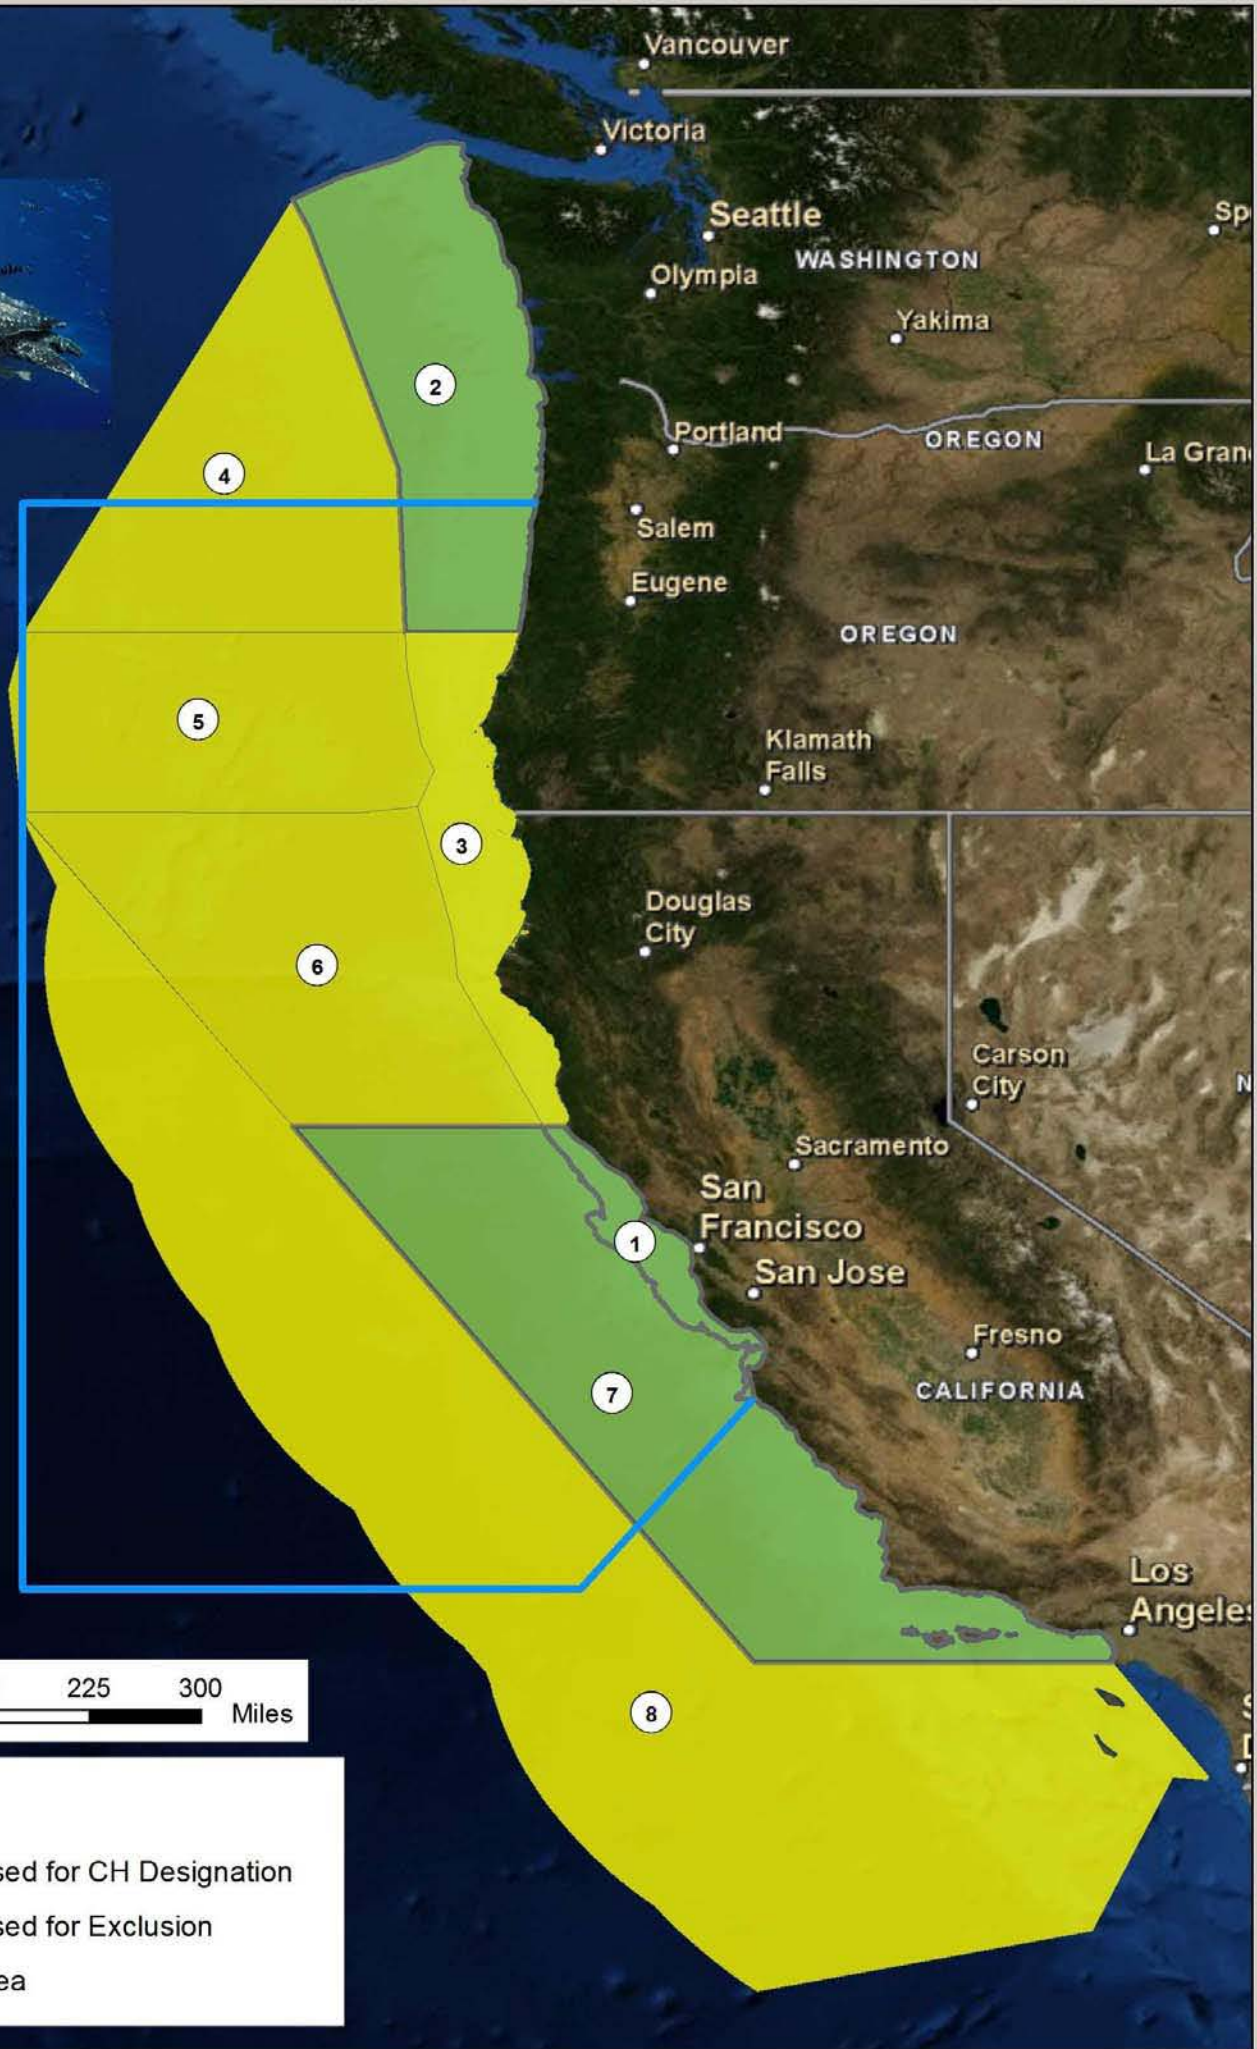 Vancouver
Victoria
Seattle
Sp
WASHINGTON
Olympia
Yakima
2
Portland
OREGON
La Gran
4
Salem
Eugene
OREGON
5
Klamath
Falls
3
Douglas
City
6
Carson
City
N
Sacramento
San
Francisco
1
San Jose
Fresno
7
CALIFORNIA
Los
Angeles
225
300
Miles
8
sed for CH Designation
sed for Exclusion
ea